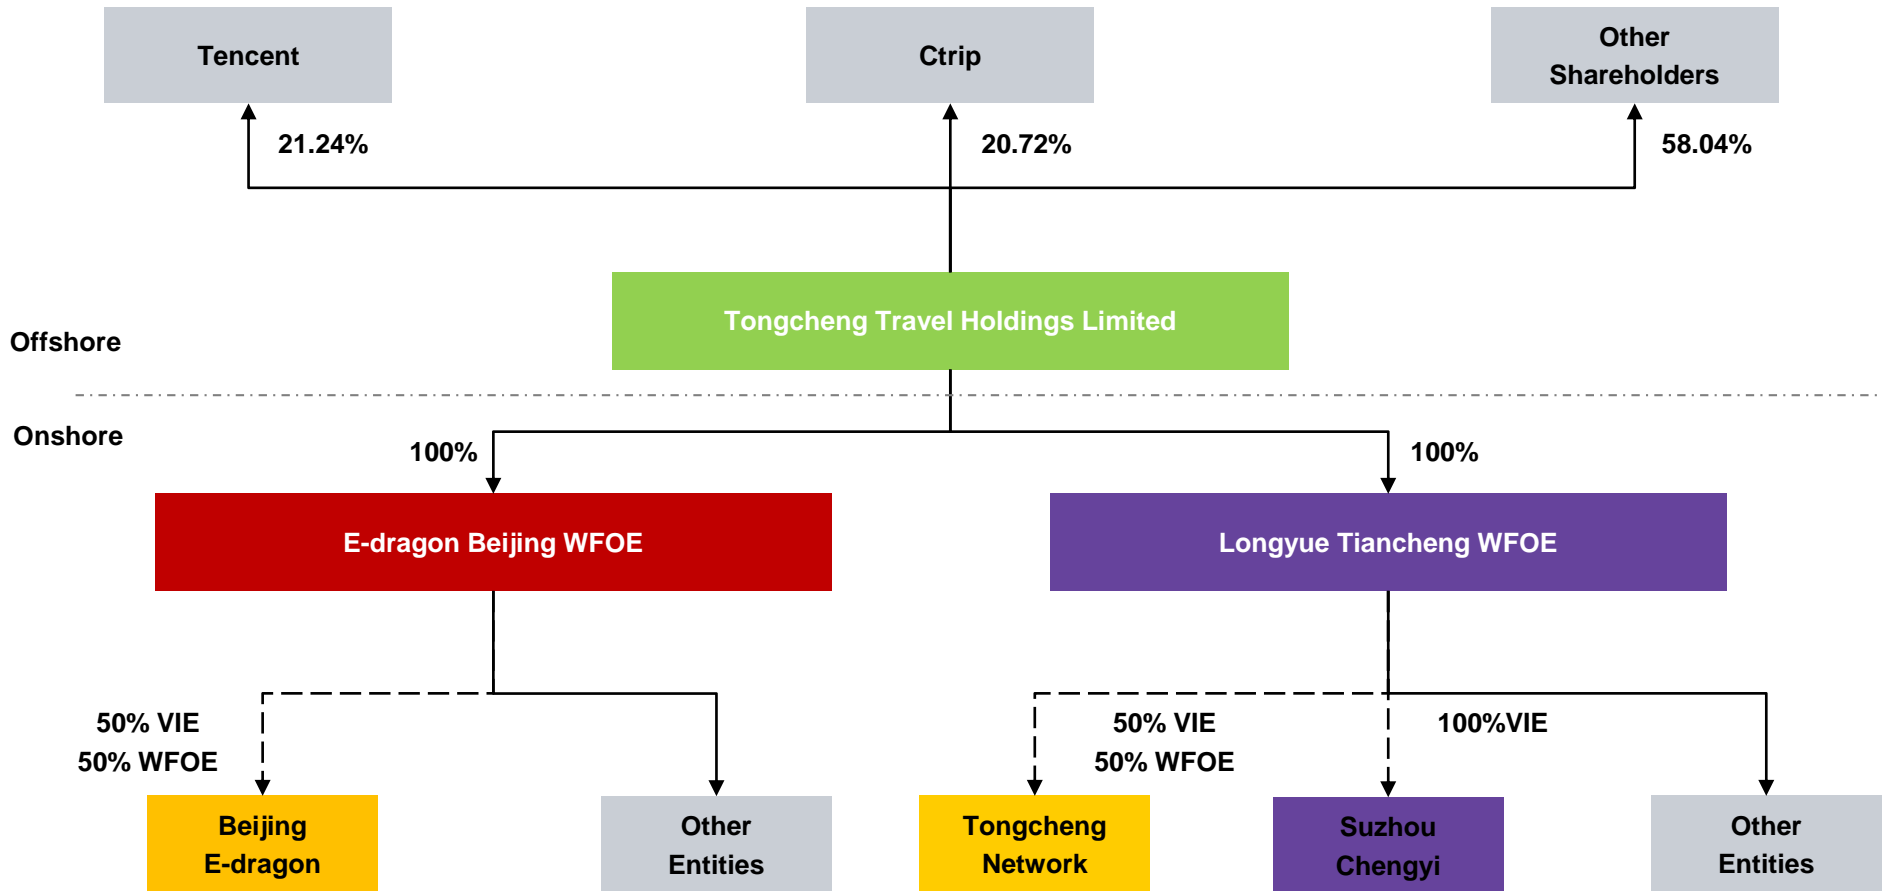 Tencent
Ctrip
Other
Shareholders
21.24%
20.72%
58.04%
Tongcheng Travel Holdings Limited
Offshore
Onshore
100%
100%
E-dragon Beijing WFOE
Longyue Tiancheng WFOE
50% VIE
50% WFOE
50% VIE
50% WFOE
100%VIE
Beijing
E-dragon
Other
Entities
Tongcheng
Network
Suzhou
Chengyi
Other
Entities